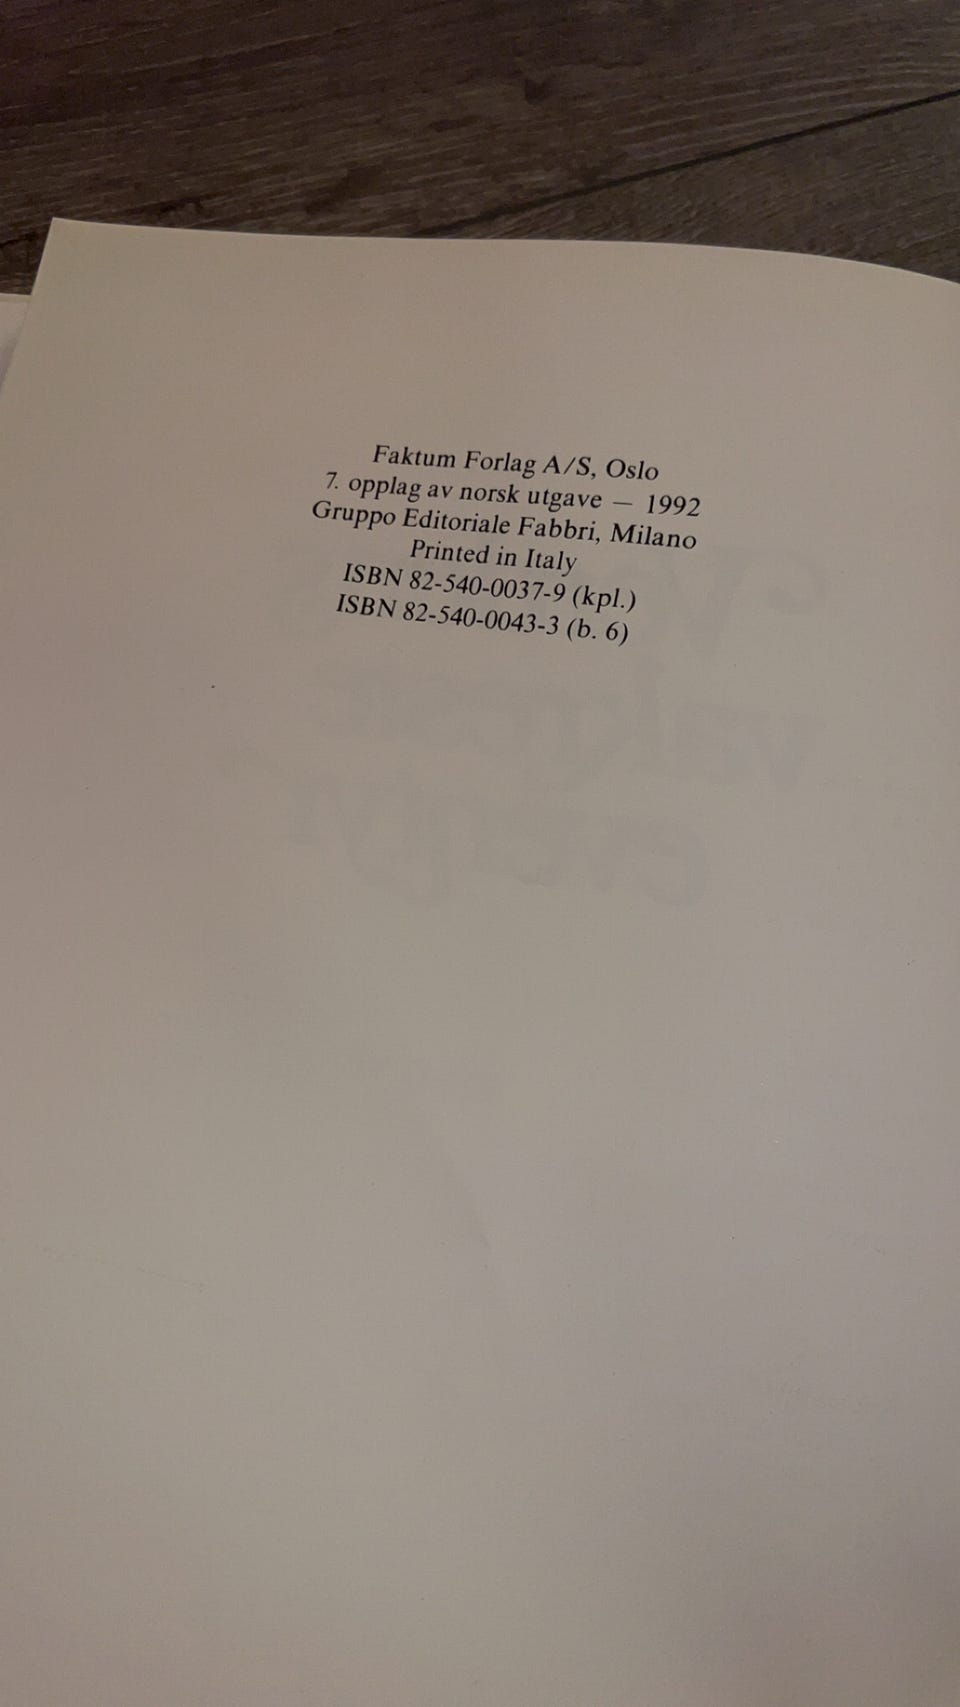 Faktum Forlag A/S, Oslo
7. opplag av norsk utgave — 1992
Gruppo Editoriale Fabbri, Milano
Printed in Italy
ISBN 82-540-0037-9 (kpl.)
ISBN 82-540-0043-3 (b. 6)